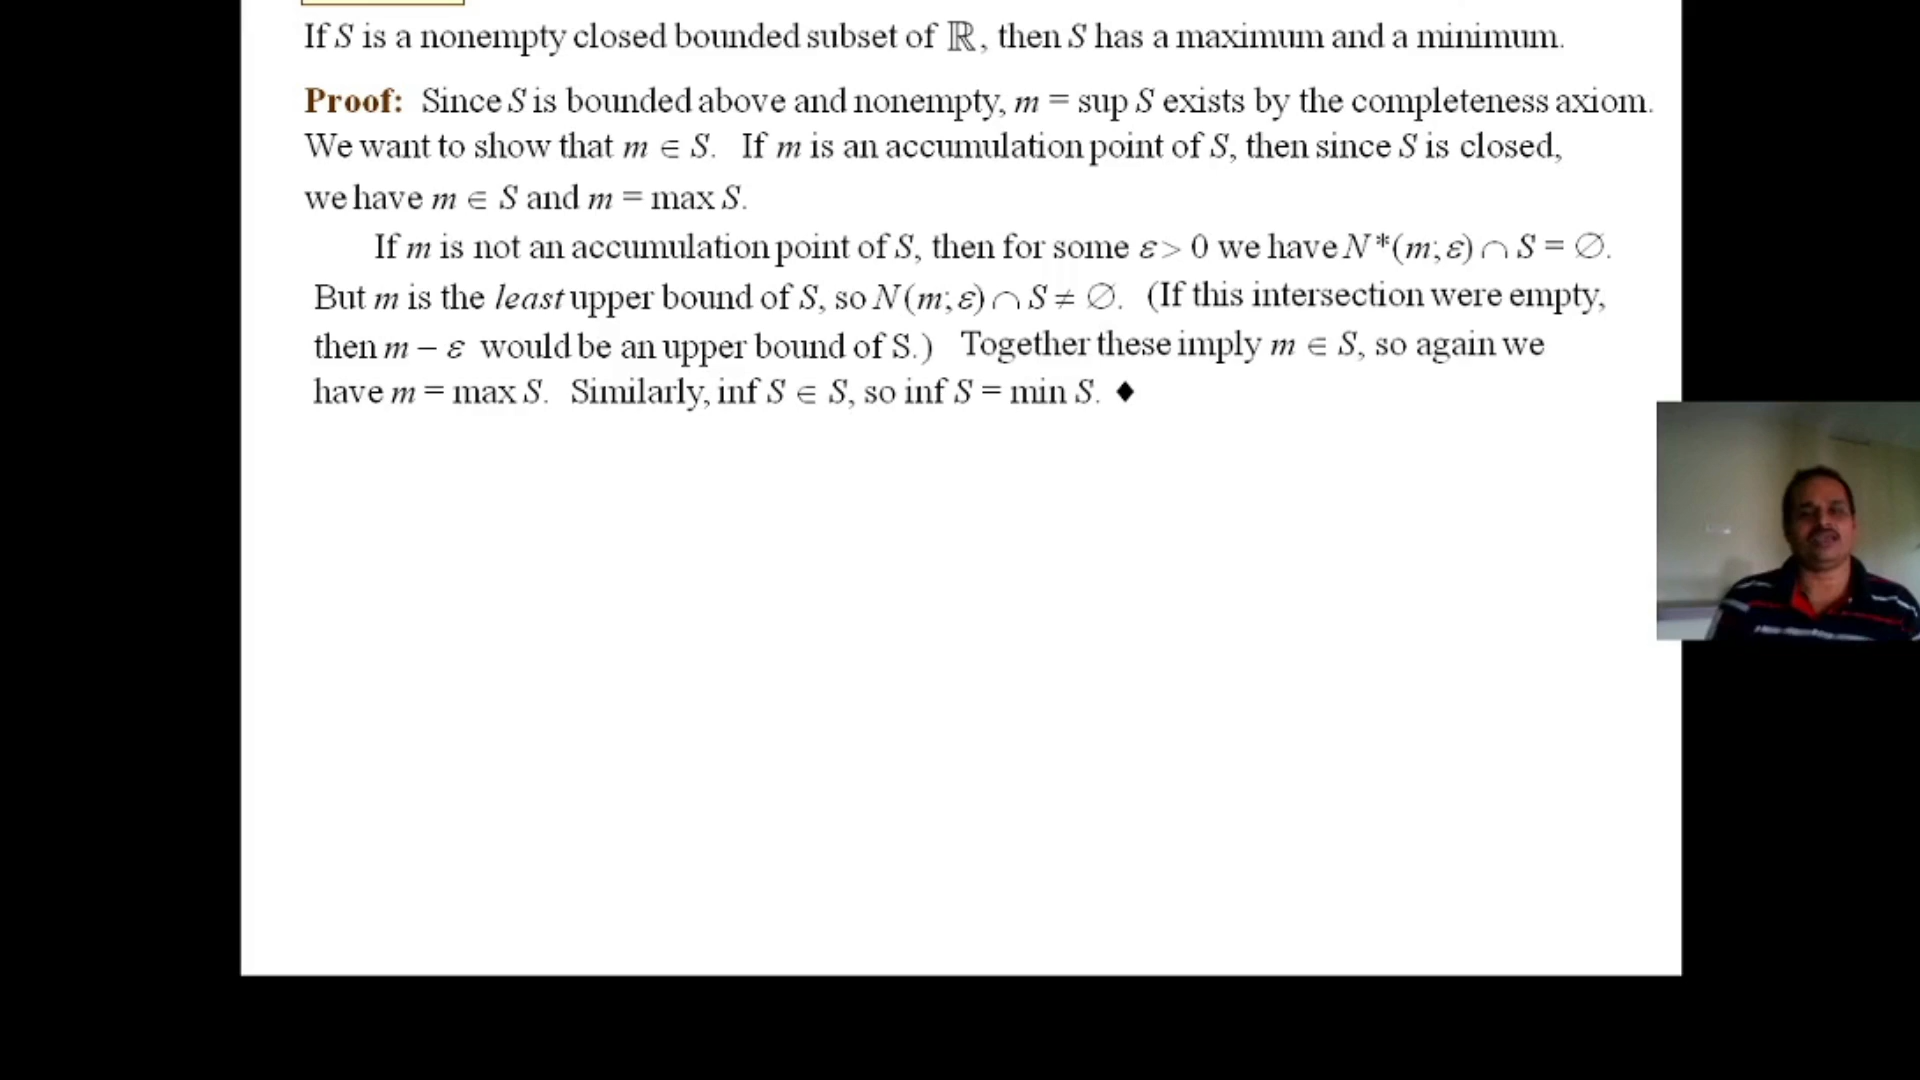 If S is a nonempty closed bounded subset of ℝ, then S has a maximum and a minimum.
Proof: Since S is bounded above and nonempty, m = sup S exists by the completeness axiom.
We want to show that m ∈ S. If m is an accumulation point of S, then since S is closed,
we have m ∈ S and m = max S.
If m is not an accumulation point of S, then for some ε > 0 we have N*(m; ε) ∩ S = ∅.
But m is the least upper bound of S, so N(m; ε) ∩ S ≠ ∅. (If this intersection were empty,
then m − ε would be an upper bound of S.) Together these imply m ∈ S, so again we
have m = max S. Similarly, inf S ∈ S, so inf S = min S. ♦